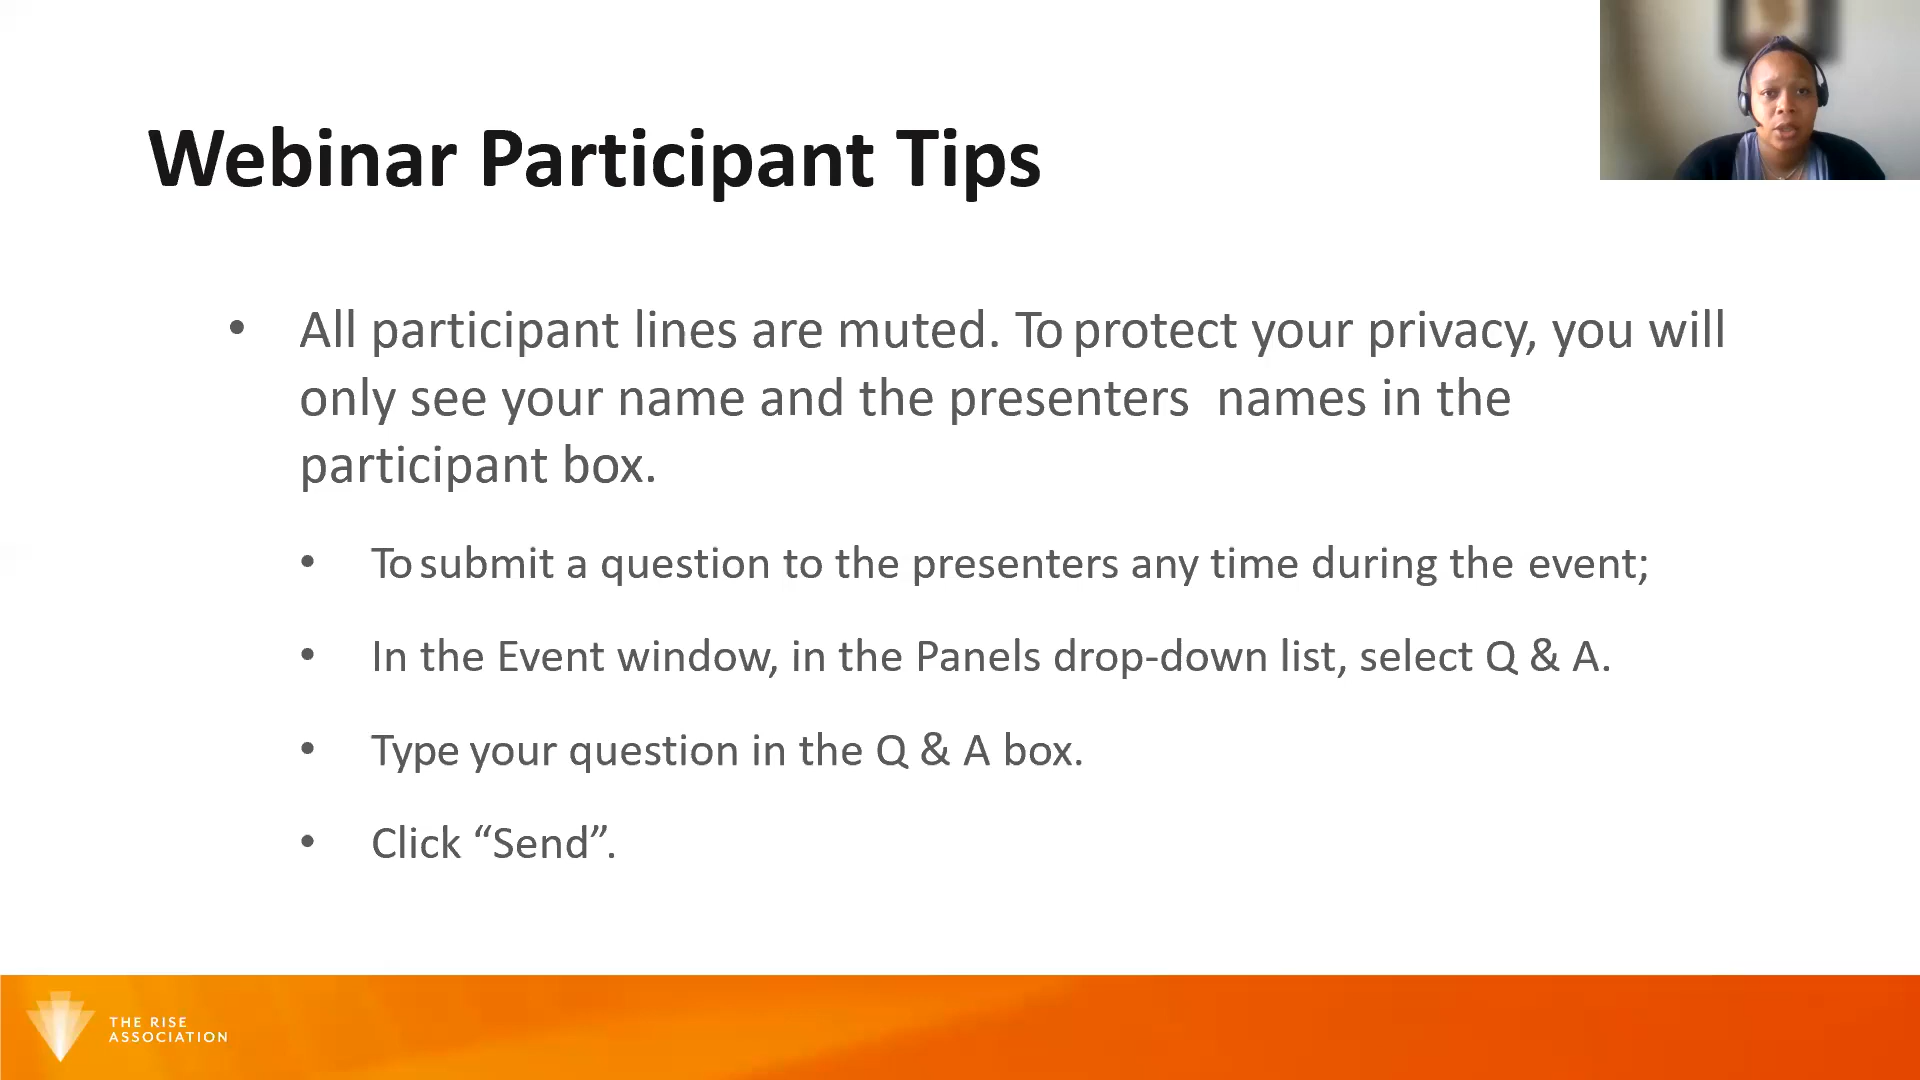 Webinar Participant Tips
• All participant lines are muted. To protect your privacy, you will
only see your name and the presenters  names in the
participant box.
• To submit a question to the presenters any time during the event;
• In the Event window, in the Panels drop-down list, select Q & A.
• Type your question in the Q & A box.
• Click “Send”.
THE RISE
ASSOCIATION